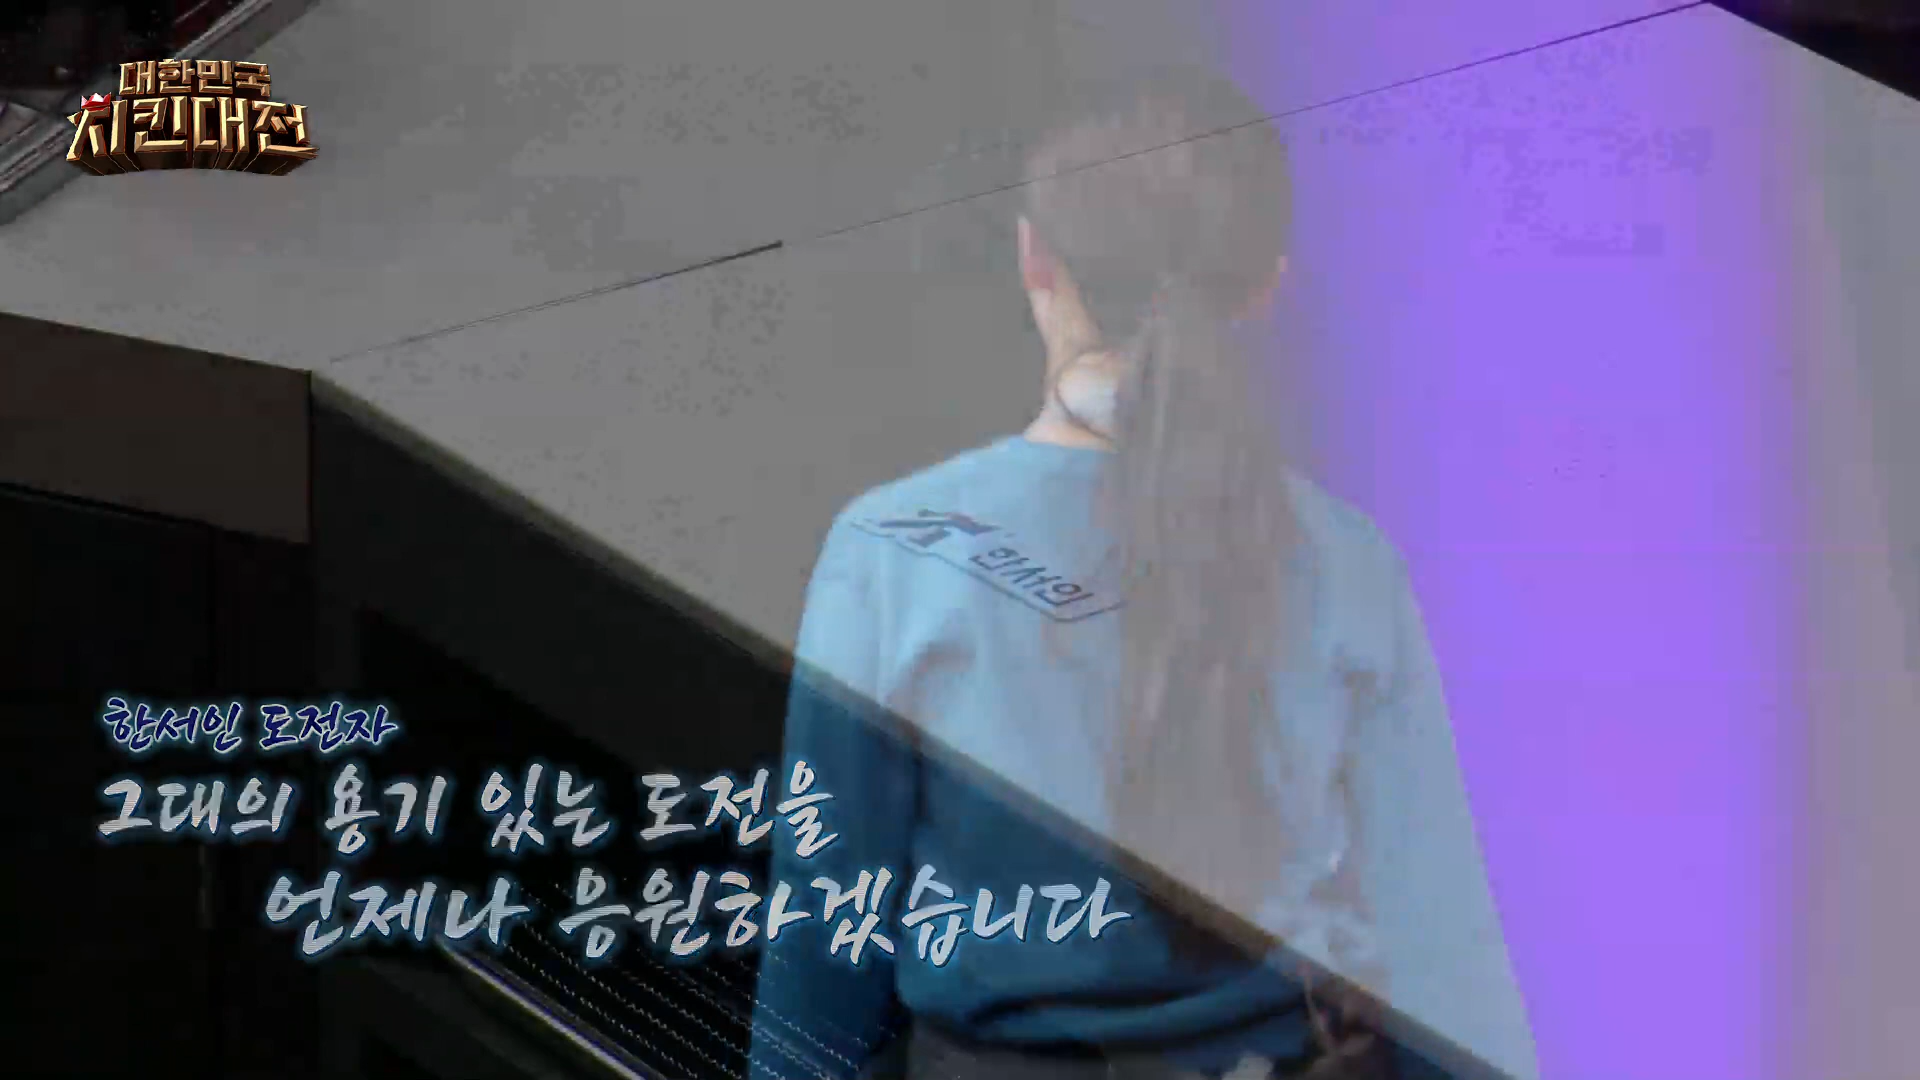 대한민국
치킨대전
한서인
한서인 도전자
그대의 용기 있는 도전을
언제나 응원하겠습니다